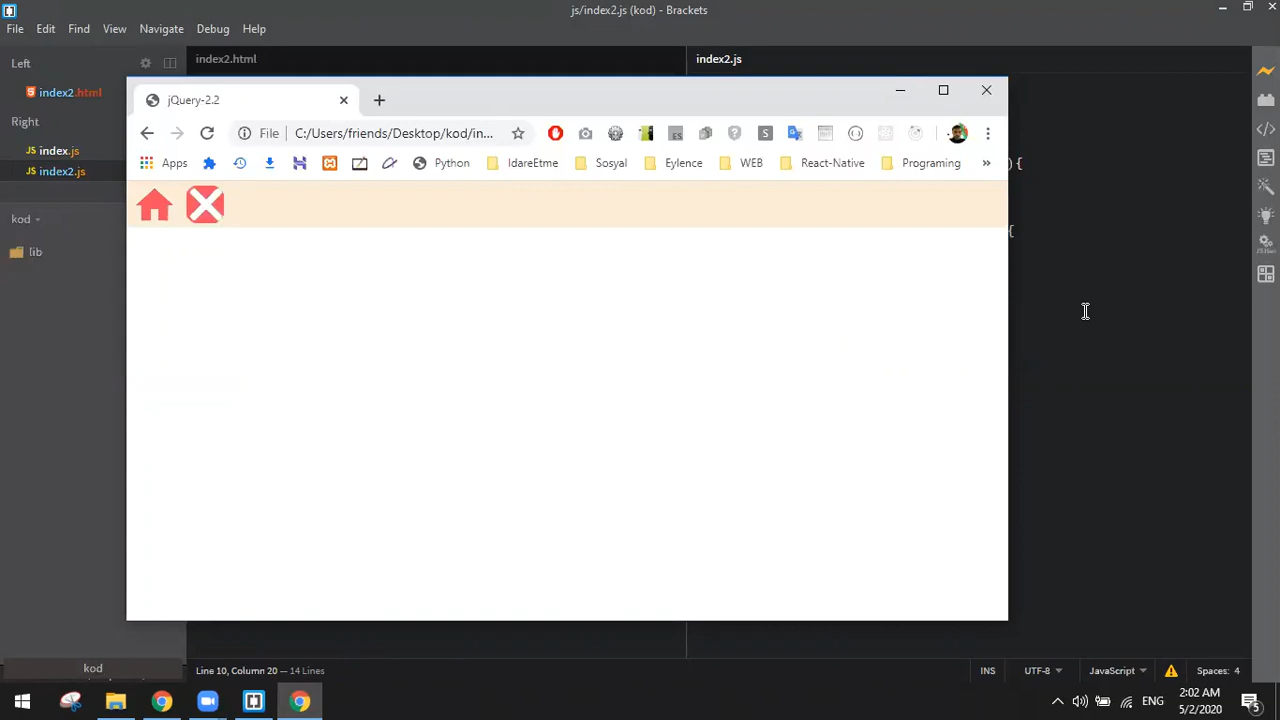 js/index2.js (kod) - Brackets
File Edit Find View Navigate Debug Help
Left
index2.html
Right
index.js
index2.js
kod
lib
index2.html
index2.js
jQuery-2.2
File C:/Users/friends/Desktop/kod/in...
Apps Python IdareEtme Sosyal Eylence WEB React-Native Programing »
){
{
kod
Line 10, Column 20 — 14 Lines
INS UTF-8 JavaScript Spaces: 4
ENG
2:02 AM
5/2/2020
5